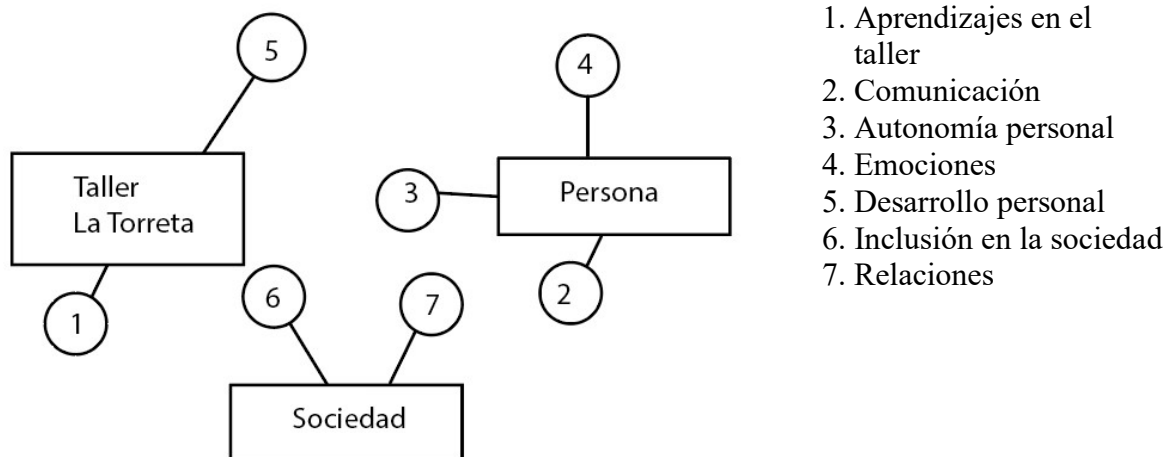 5
4
Taller
La Torreta
3
Persona
1
6
7
2
Sociedad
1. Aprendizajes en el
taller
2. Comunicación
3. Autonomía personal
4. Emociones
5. Desarrollo personal
6. Inclusión en la sociedad
7. Relaciones